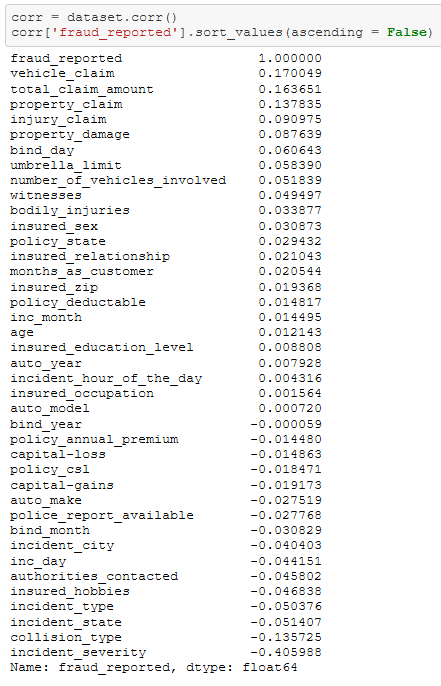 corr = dataset.corr()
corr['fraud_reported'].sort_values(ascending = False)
fraud_reported 1.000000
vehicle_claim 0.170049
total_claim_amount 0.163651
property_claim 0.137835
injury_claim 0.090975
property_damage 0.087639
bind_day 0.060643
umbrella_limit 0.058390
number_of_vehicles_involved 0.051839
witnesses 0.049497
bodily_injuries 0.033877
insured_sex 0.030873
policy_state 0.029432
insured_relationship 0.021043
months_as_customer 0.020544
insured_zip 0.019368
policy_deductable 0.014817
inc_month 0.014495
age 0.012143
insured_education_level 0.008808
auto_year 0.007928
incident_hour_of_the_day 0.004316
insured_occupation 0.001564
auto_model 0.000720
bind_year -0.000059
policy_annual_premium -0.014480
capital-loss -0.014863
policy_csl -0.018471
capital-gains -0.019173
auto_make -0.027519
police_report_available -0.027768
bind_month -0.030829
incident_city -0.040403
inc_day -0.044151
authorities_contacted -0.045802
insured_hobbies -0.046838
incident_type -0.050376
incident_state -0.051407
collision_type -0.135725
incident_severity -0.405988
Name: fraud_reported, dtype: float64